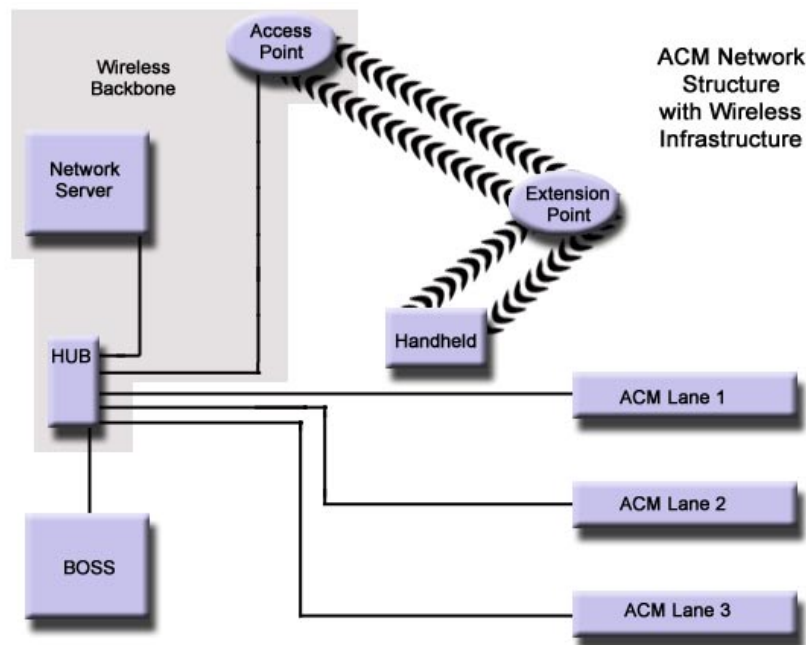 Access
Point
Wireless
Backbone
ACM Network
Structure
with Wireless
Infrastructure
Network
Server
Extension
Point
HUB
Handheld
ACM Lane 1
ACM Lane 2
BOSS
ACM Lane 3